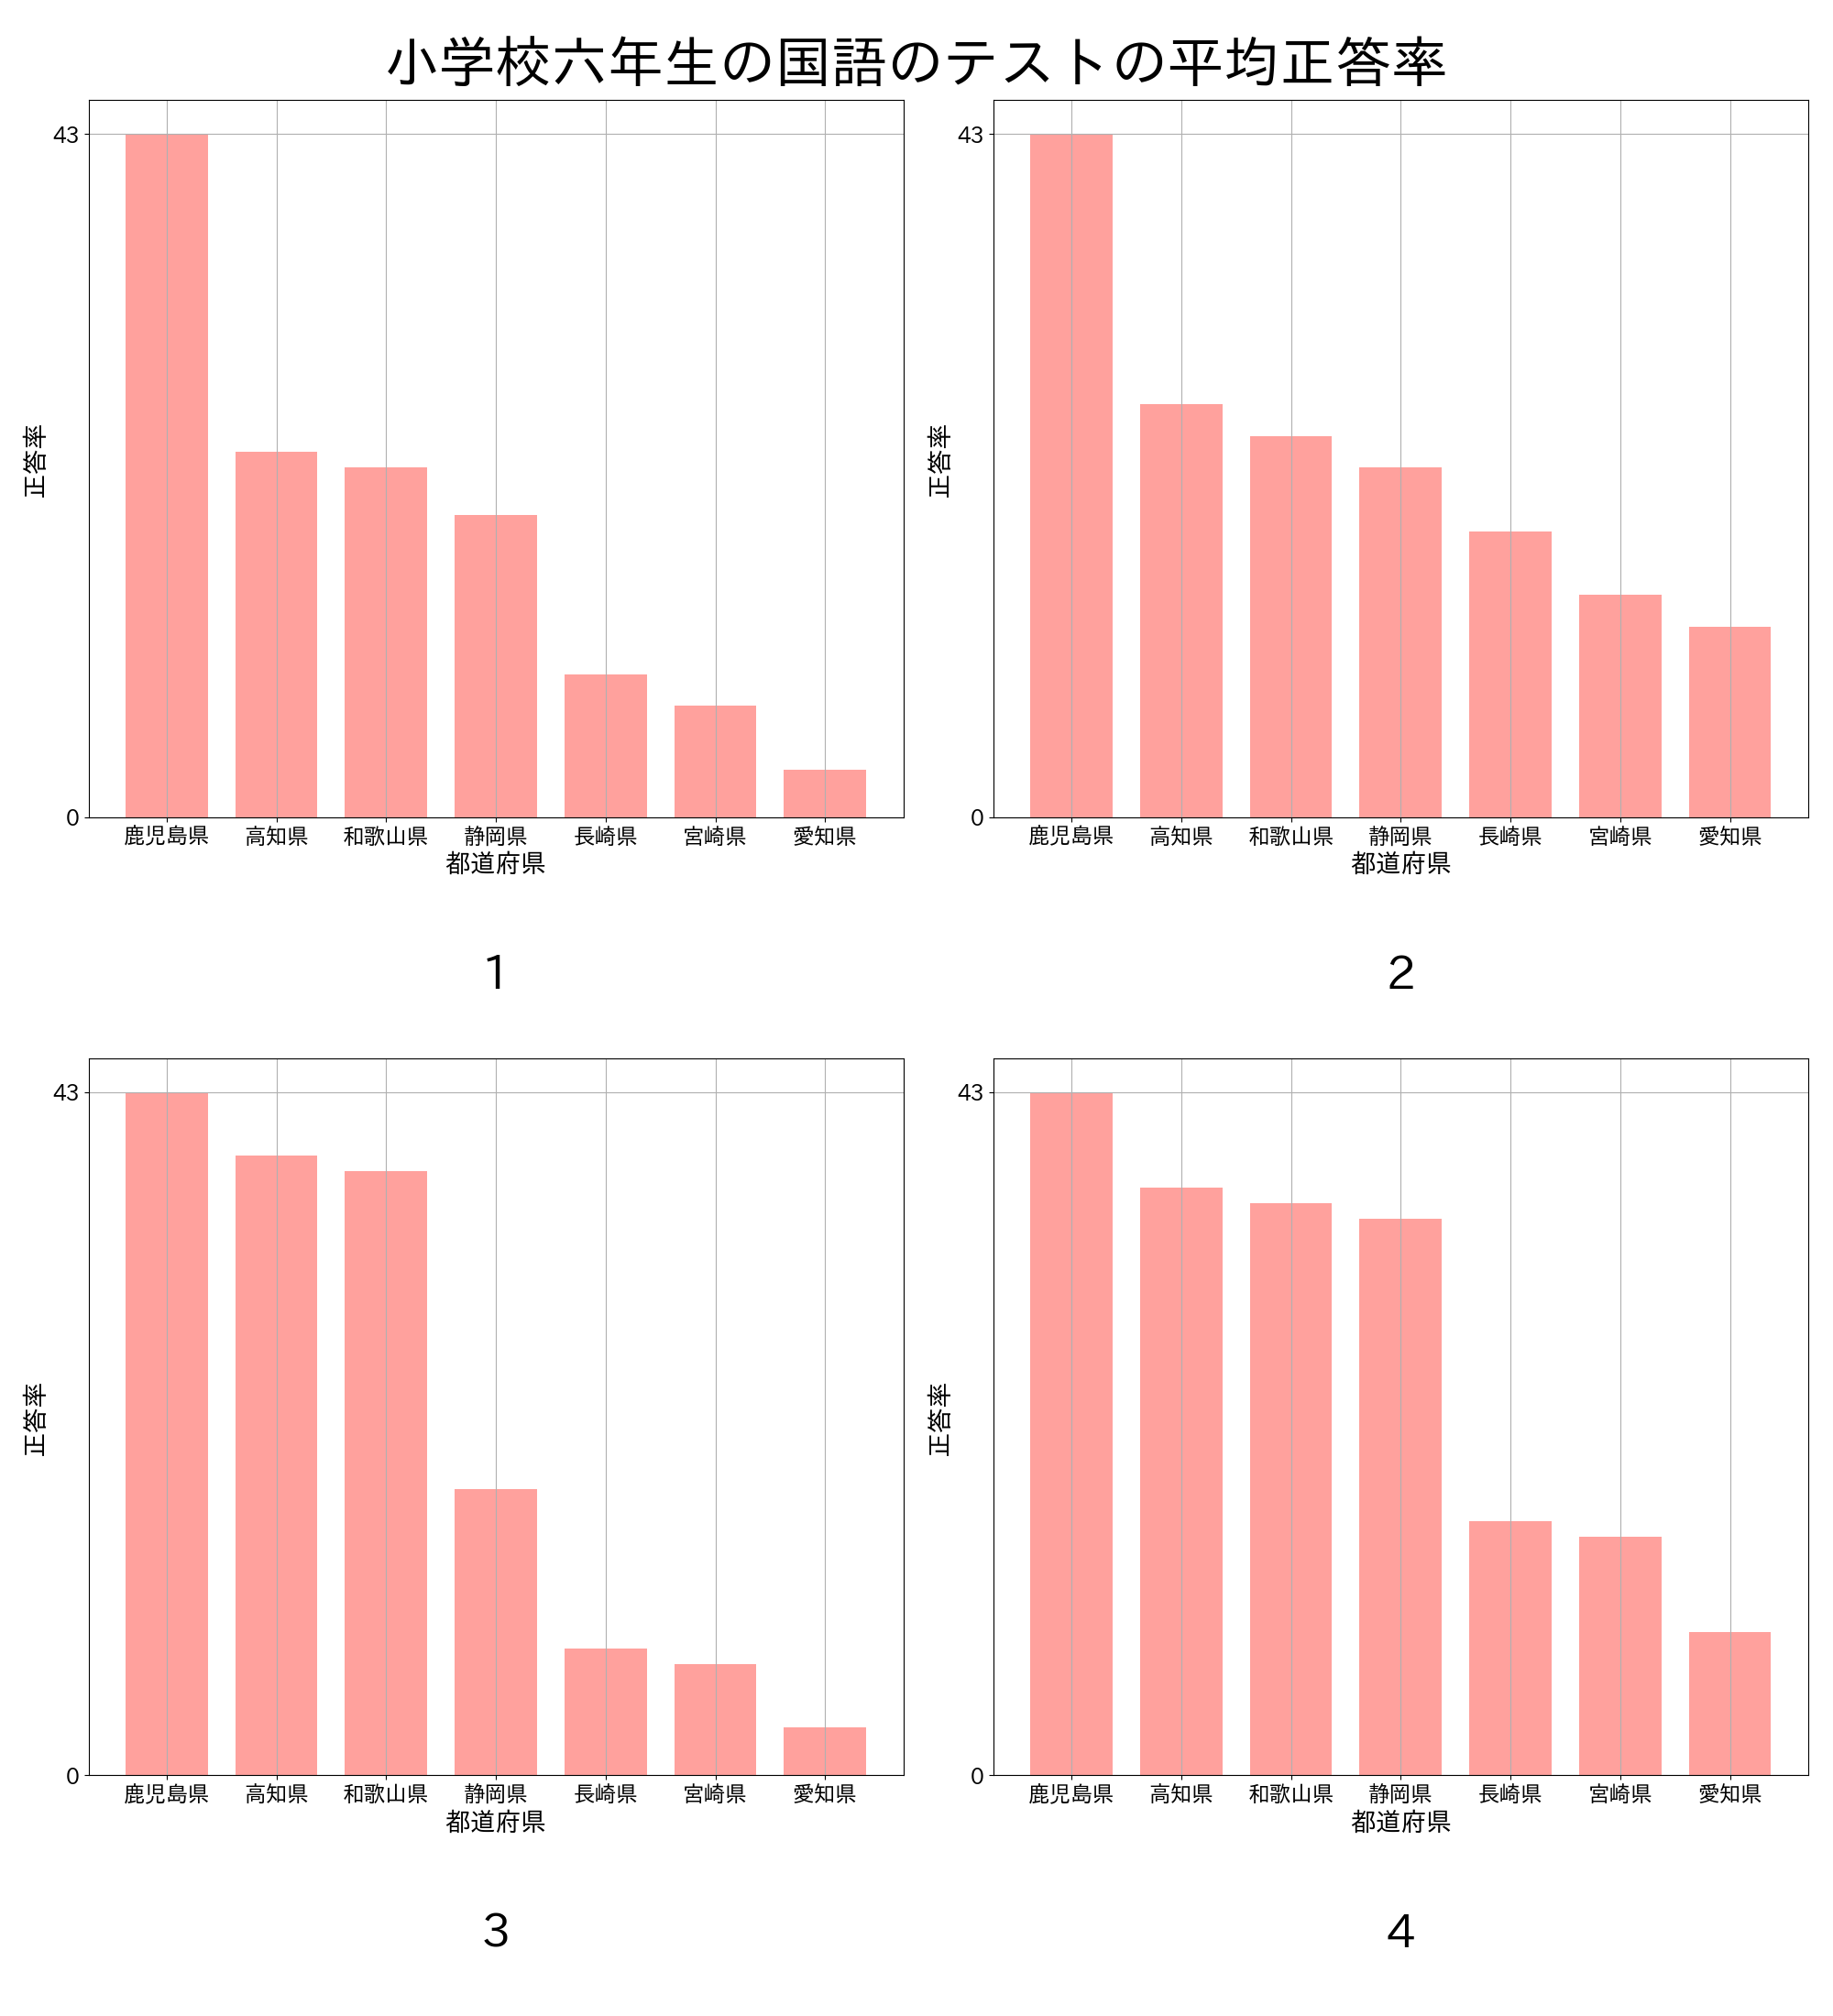 小学校六年生の国語のテストの平均正答率
43
0
正答率
鹿児島県 高知県 和歌山県 静岡県 長崎県 宮崎県 愛知県
都道府県
1
43
0
正答率
鹿児島県 高知県 和歌山県 静岡県 長崎県 宮崎県 愛知県
都道府県
2
43
0
正答率
鹿児島県 高知県 和歌山県 静岡県 長崎県 宮崎県 愛知県
都道府県
3
43
0
正答率
鹿児島県 高知県 和歌山県 静岡県 長崎県 宮崎県 愛知県
都道府県
4